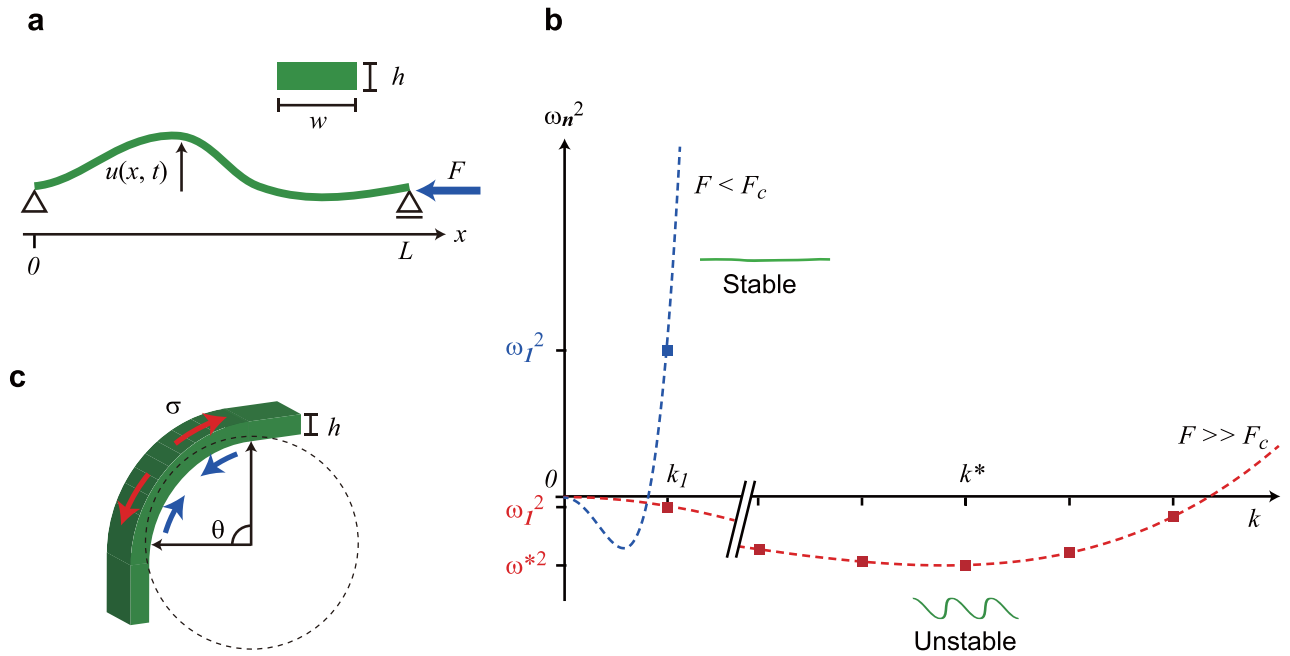 a
h
w
u(x, t)
F
x
0
L
b
ωn²
F < Fc
Stable
ω1²
F >> Fc
0
k1
k*
k
ω1²
ω*²
Unstable
c
σ
h
θ